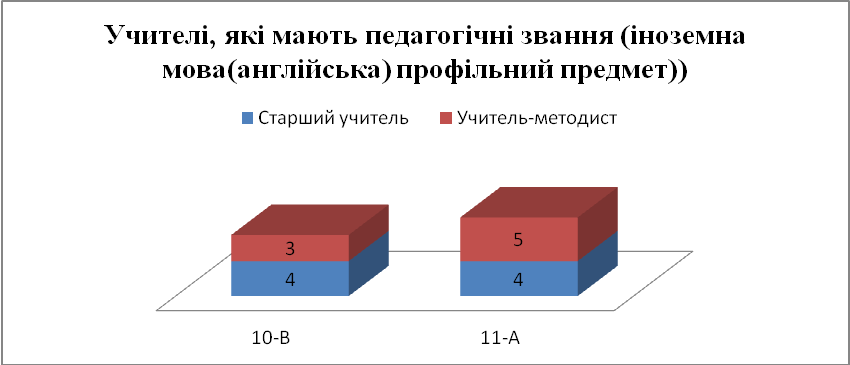 Учителі, які мають педагогічні звання (іноземна
мова(англійська) профільний предмет))
Старший учитель Учитель-методист
3 5
4 4
10-В 11-А